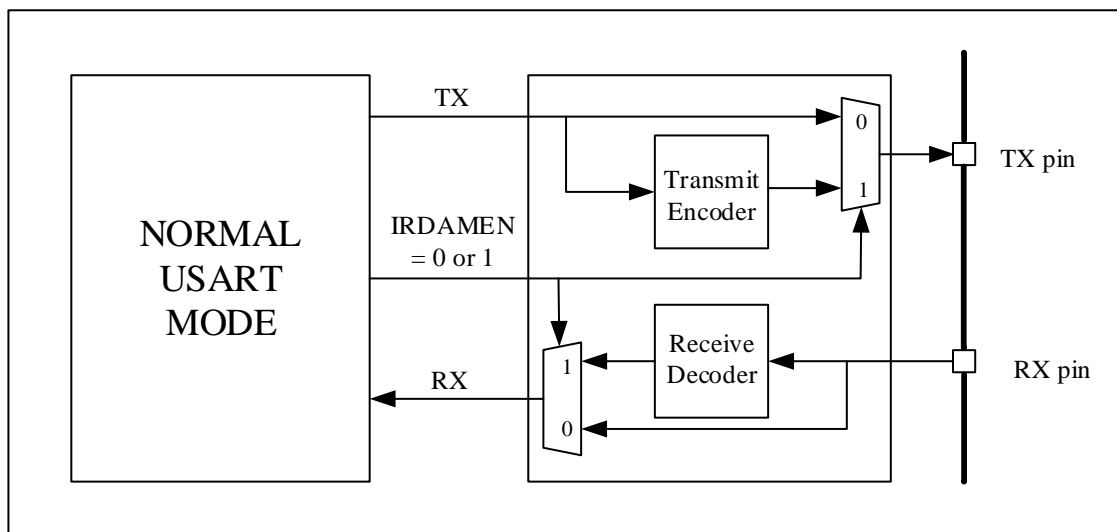 TX
0
TX pin
Transmit
Encoder
1
NORMAL
USART
MODE
IRDAMEN
= 0 or 1
Receive
Decoder
1
RX pin
RX
0